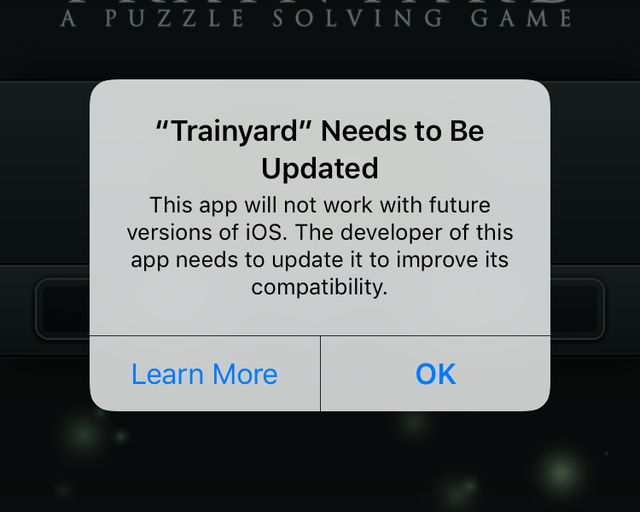 A PUZZLE SOLVING GAME
“Trainyard” Needs to Be
Updated
This app will not work with future
versions of iOS. The developer of this
app needs to update it to improve its
compatibility.
Learn More
OK